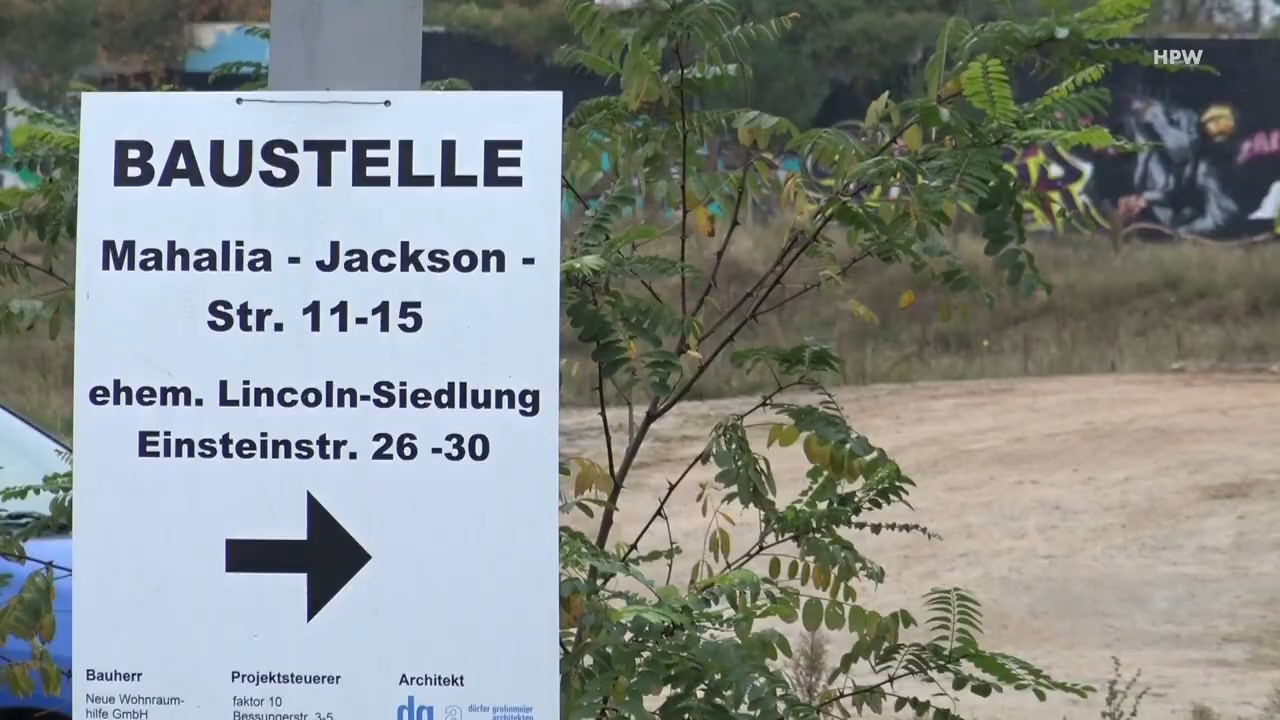 HPW
BAUSTELLE
Mahalia - Jackson -
Str. 11-15
ehem. Lincoln-Siedlung
Einsteinstr. 26 -30
Bauherr
Neue Wohnraum-
hilfe GmbH
Projektsteuerer
faktor 10
Bessungerstr. 3-5
Architekt
dg
dörfer grohnmeier
architekten